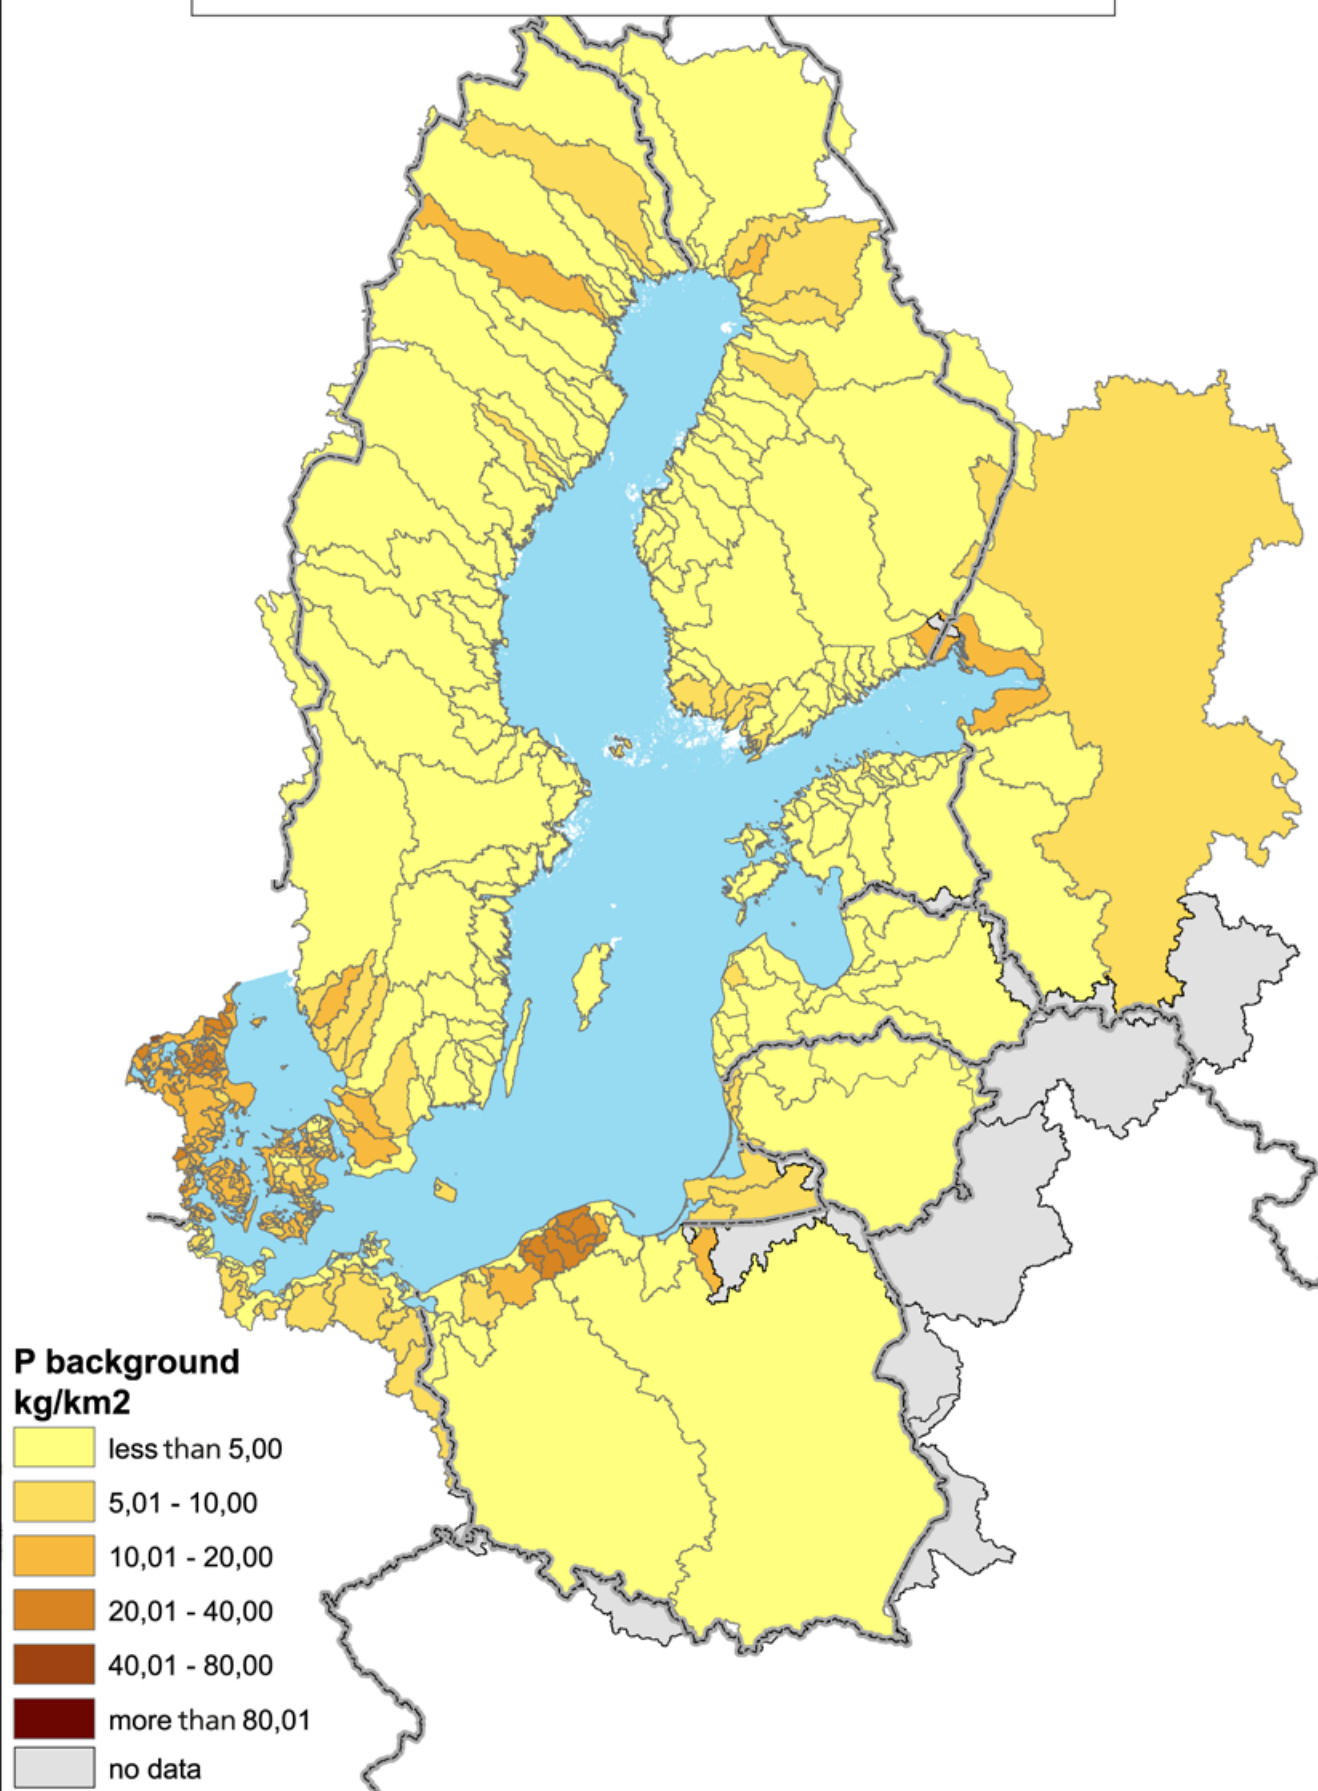 P background
kg/km2
less than 5,00
5,01 - 10,00
10,01 - 20,00
20,01 - 40,00
40,01 - 80,00
more than 80,01
no data